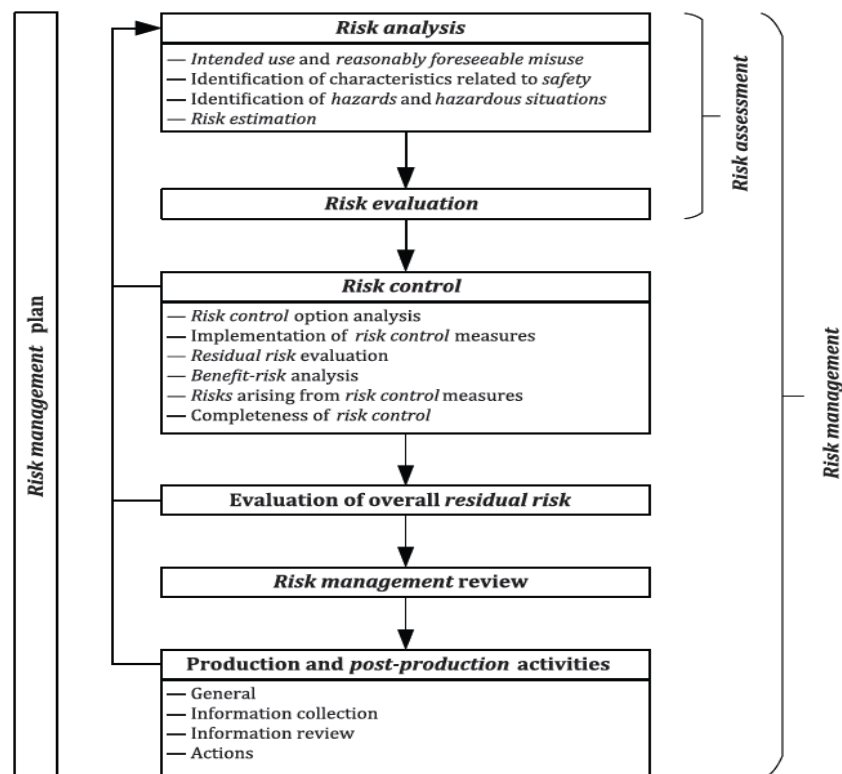 Risk analysis
— Intended use and reasonably foreseeable misuse
— Identification of characteristics related to safety
— Identification of hazards and hazardous situations
— Risk estimation
Risk evaluation
Risk control
— Risk control option analysis
— Implementation of risk control measures
— Residual risk evaluation
— Benefit-risk analysis
— Risks arising from risk control measures
— Completeness of risk control
Evaluation of overall residual risk
Risk management review
Production and post-production activities
— General
— Information collection
— Information review
— Actions
Risk management plan
Risk assessment
Risk management